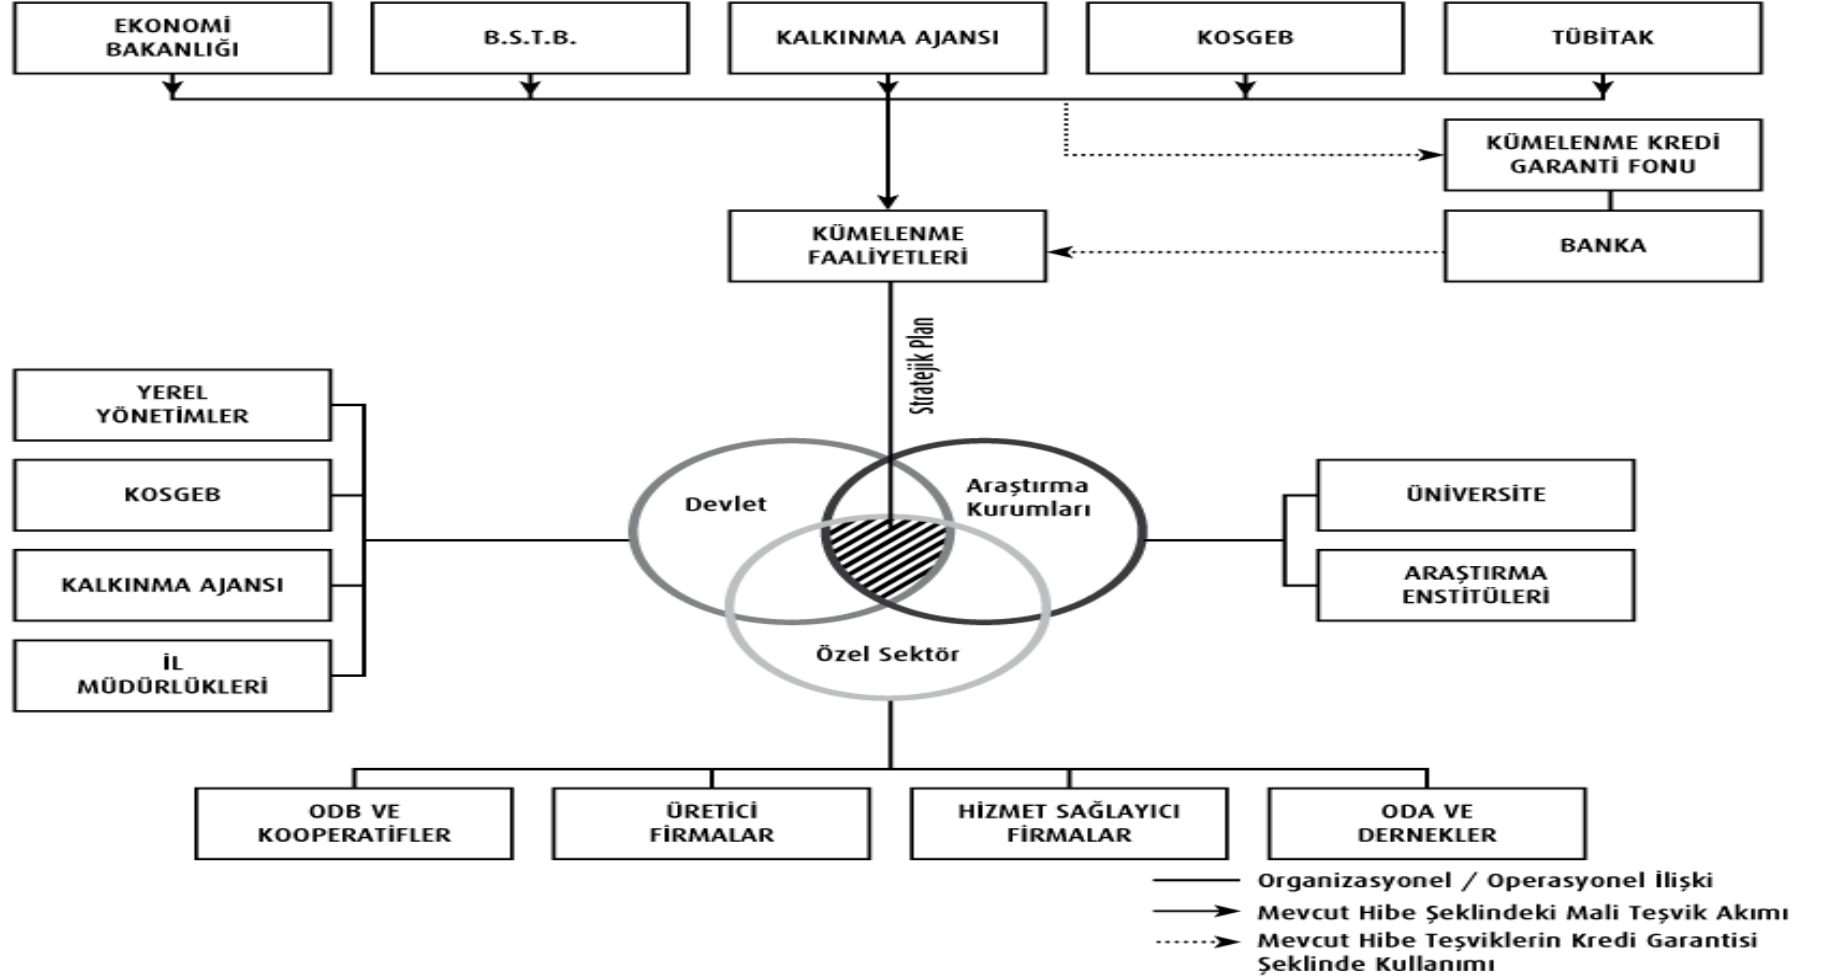 EKONOMİ
BAKANLIĞI
B.S.T.B.
KALKINMA AJANSI
KOSGEB
TÜBİTAK
KÜMELENME KREDİ
GARANTİ FONU
KÜMELENME
FAALİYETLERİ
BANKA
Stratejik Plan
YEREL
YÖNETİMLER
KOSGEB
KALKINMA AJANSI
İL
MÜDÜRLÜKLERİ
Devlet
Araştırma
Kurumları
Özel Sektör
ÜNİVERSİTE
ARAŞTIRMA
ENSTİTÜLERİ
ODB VE
KOOPERATİFLER
ÜRETİCİ
FİRMALAR
HİZMET SAĞLAYICI
FİRMALAR
ODA VE
DERNEKLER
Organizasyonel / Operasyonel İlişki
Mevcut Hibe Şeklindeki Mali Teşvik Akımı
Mevcut Hibe Teşviklerin Kredi Garantisi
Şeklinde Kullanımı